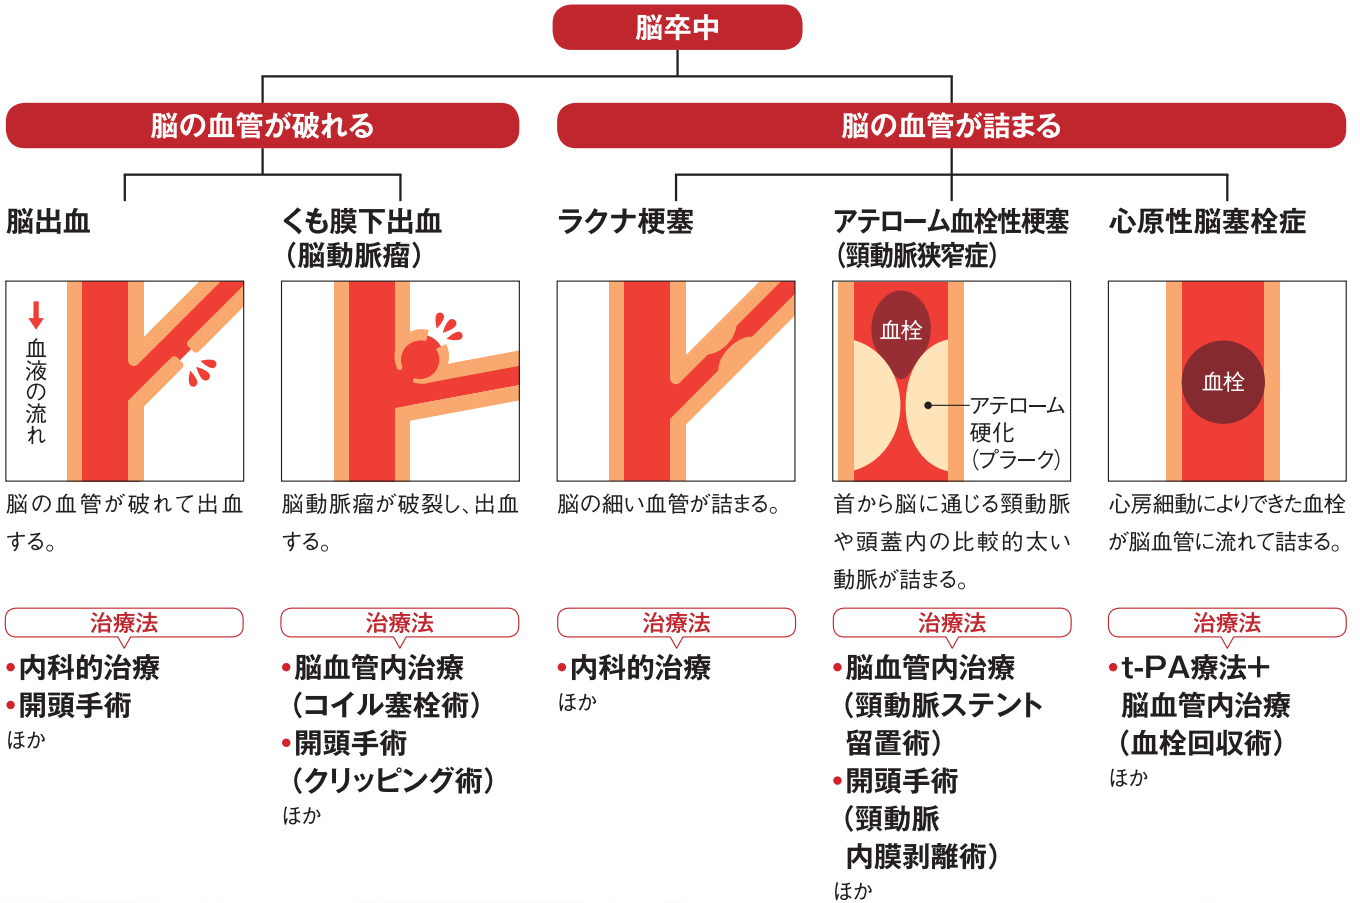 脳卒中
脳の血管が破れる
脳の血管が詰まる
脳出血
血液の流れ
脳の血管が破れて出血
する。
治療法
•内科的治療
•開頭手術
ほか
くも膜下出血
（脳動脈瘤）
脳動脈瘤が破裂し、出血
する。
治療法
•脳血管内治療
（コイル塞栓術）
•開頭手術
（クリッピング術）
ほか
ラクナ梗塞
脳の細い血管が詰まる。
治療法
•内科的治療
ほか
アテローム血栓性梗塞
（頸動脈狭窄症）
血栓
アテローム
硬化
（プラーク）
首から脳に通じる頸動脈
や頭蓋内の比較的太い
動脈が詰まる。
治療法
•脳血管内治療
（頸動脈ステント
留置術）
•開頭手術
（頸動脈
内膜剥離術）
ほか
心原性脳塞栓症
血栓
心房細動によりできた血栓
が脳血管に流れて詰まる。
治療法
•t-PA療法＋
脳血管内治療
（血栓回収術）
ほか